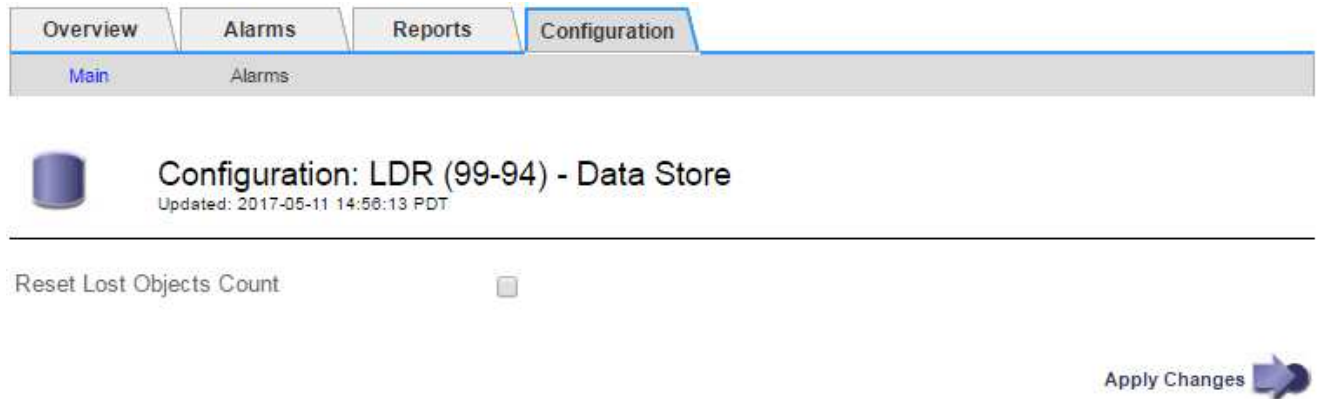 Overview Alarms Reports Configuration
Main Alarms
Configuration: LDR (99-94) - Data Store
Updated: 2017-05-11 14:56:13 PDT
Reset Lost Objects Count
Apply Changes